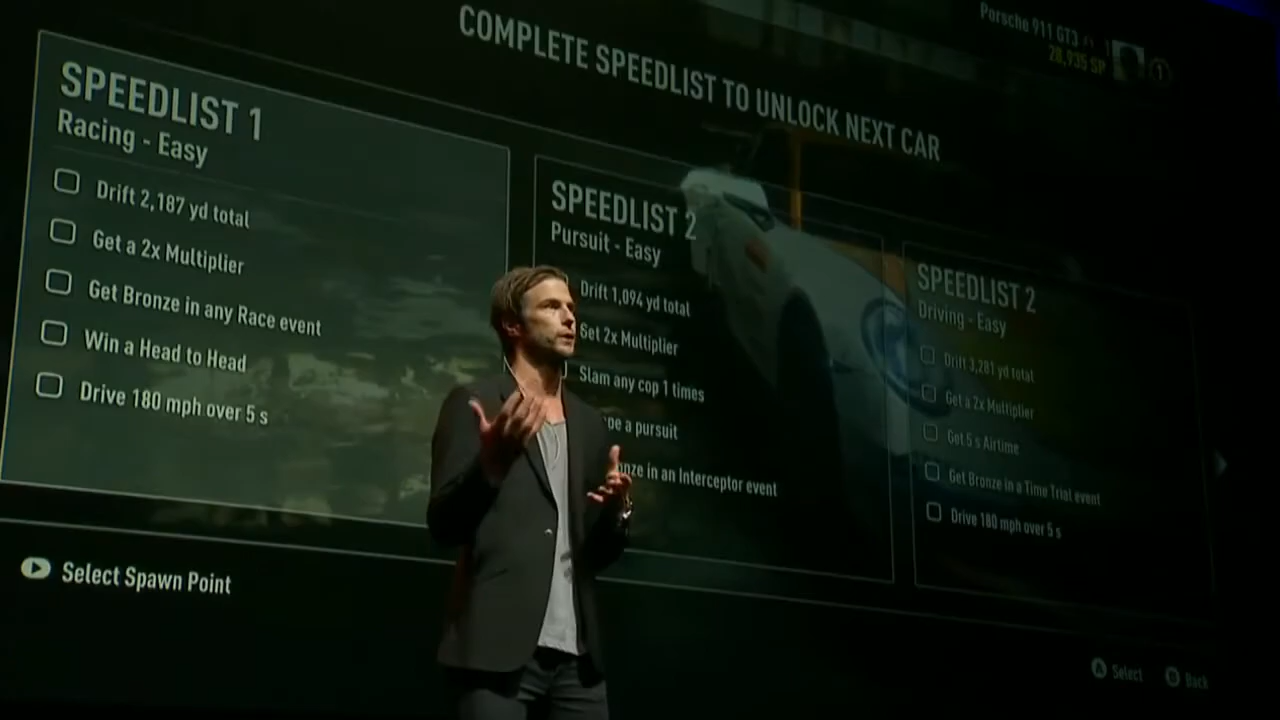 COMPLETE SPEEDLIST TO UNLOCK NEXT CAR
Porsche 911 GT3
28,935 SP
1
SPEEDLIST 1
Racing - Easy
Drift 2,187 yd total
Get a 2x Multiplier
Get Bronze in any Race event
Win a Head to Head
Drive 180 mph over 5 s
SPEEDLIST 2
Pursuit - Easy
Drift 1,094 yd total
Get 2x Multiplier
Slam any cop 1 times
a pursuit
in an Interceptor event
SPEEDLIST 2
Driving - Easy
Drift 3,281 yd total
Get a 2x Multiplier
Get 5 s Airtime
Get Bronze in a Time Trial event
Drive 180 mph over 5 s
Select Spawn Point
A Select
B Back